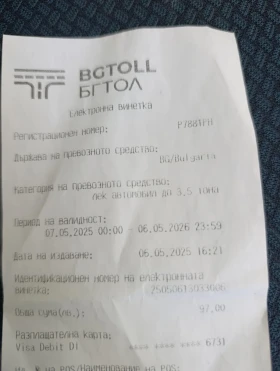 BGTOLL
БГТОЛ
Електронна винетка
Регистрационен номер:
Държава на превозното средство:
BG/Bulgaria
Категория на превозното средство:
лек автомобил до 3,5 тона
Период на валидност:
07.05.2025 00:00 - 06.05.2026 23:59
Дата на издаване:
06.05.2025 16:21
Идентификационен номер на електронната
винетка:
Обща сума(лв.):
97.00
Разплащателна карта:
Visa Debit DI **** **** **** 6731